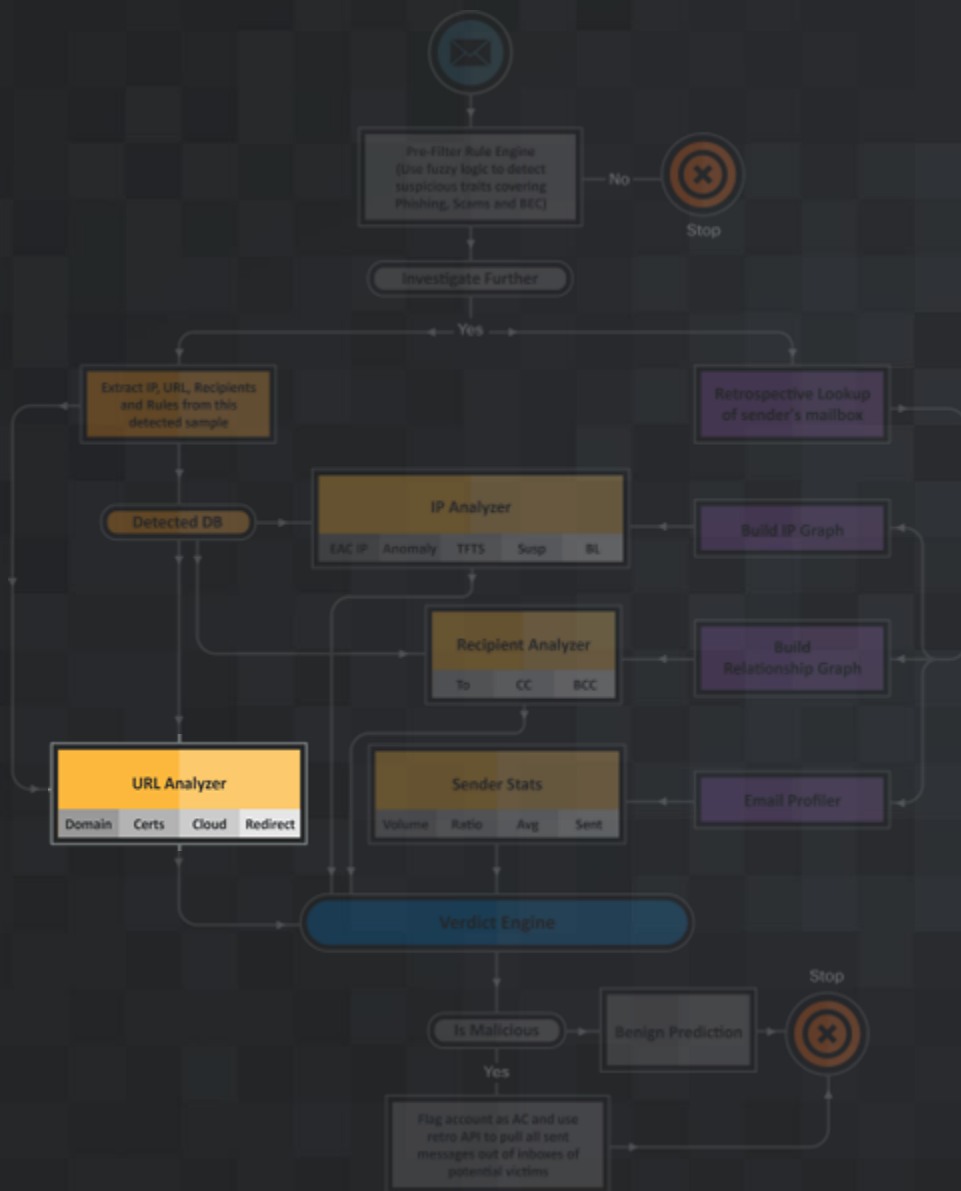 Pre-Filter Rule Engine
(Use fuzzy logic to detect
suspicious traits covering
Phishing, Scams and BEC)
No
Stop
Investigate Further
Yes
Extract IP, URL, Recipients
and Rules from this
detected sample
Retrospective Lookup
of sender's mailbox
Detected DB
IP Analyzer
EAC IP Anomaly TFTS Susp BL
Build IP Graph
Recipient Analyzer
To CC BCC
Build
Relationship Graph
URL Analyzer
Domain Certs Cloud Redirect
Sender Stats
Volume Ratio Avg Sent
Email Profiler
Verdict Engine
Stop
Is Malicious
Benign Prediction
Yes
Flag account as AC and use
retro API to pull all sent
messages out of inboxes of
potential victims